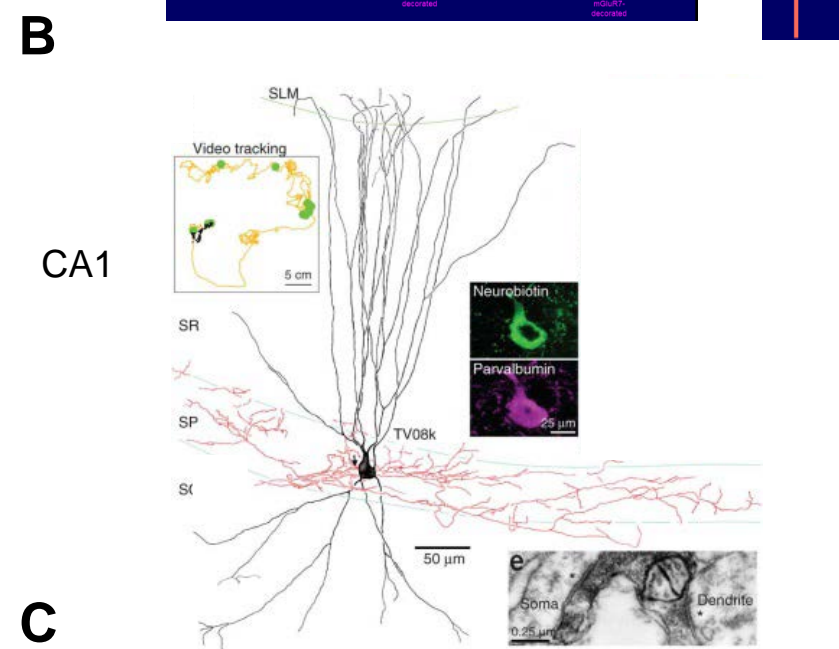 decorated
mGluR7-
decorated
B
SLM
Video tracking
5 cm
CA1
Neurobiotin
SR
Parvalbumin
25 μm
SP
TV08k
50 μm
e
Soma
Dendrite
*
*
0.25 μm
C